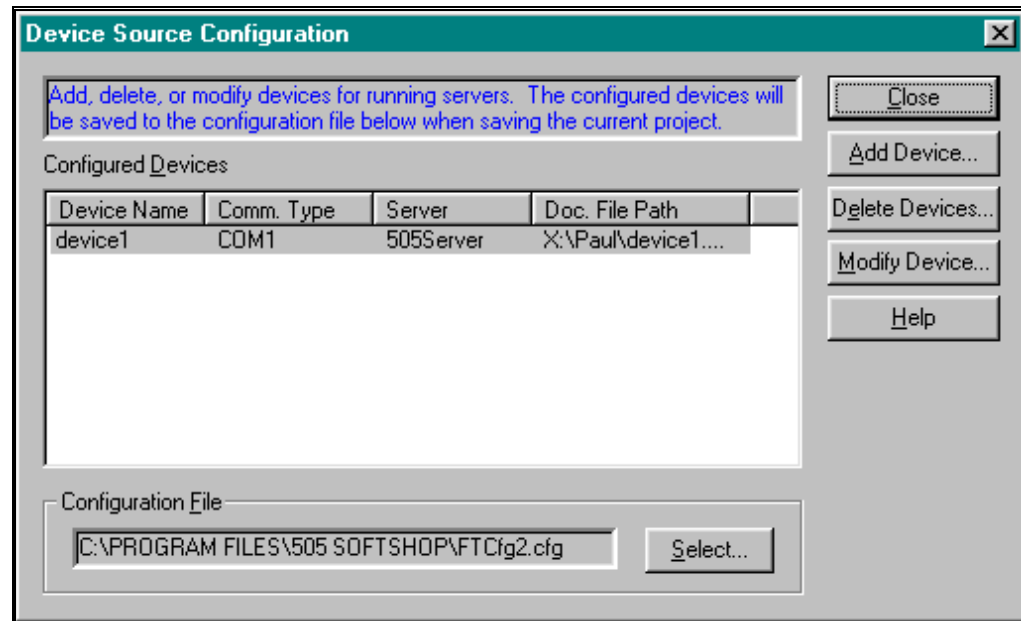 Device Source Configuration
Add, delete, or modify devices for running servers. The configured devices will
be saved to the configuration file below when saving the current project.
Close
Add Device...
Configured Devices
Device Name Comm. Type Server Doc. File Path
Delete Devices...
device1 COM1 505Server X:\Paul\device1....
Modify Device...
Help
Configuration File
C:\PROGRAM FILES\505 SOFTSHOP\FTCfg2.cfg
Select...